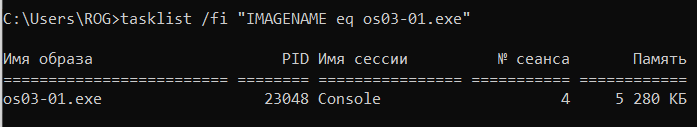 C:\Users\ROG>tasklist /fi "IMAGENAME eq os03-01.exe"
Имя образа                     PID Имя сессии          № сеанса       Память
========================= ======== ================ =========== ============
os03-01.exe                  23048 Console                    4     5 280 КБ